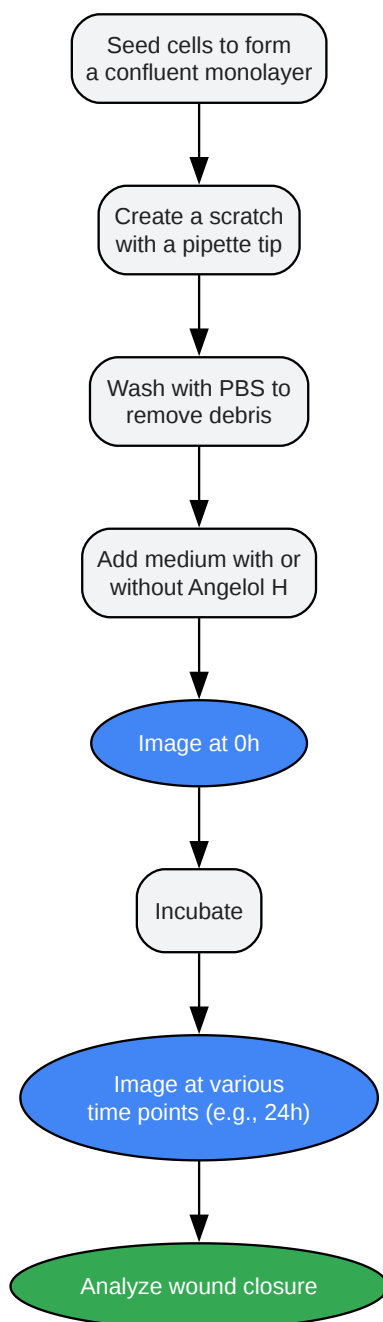 Seed cells to form
a confluent monolayer
Create a scratch
with a pipette tip
Wash with PBS to
remove debris
Add medium with or
without Angelol H
Image at 0h
Incubate
Image at various
time points (e.g., 24h)
Analyze wound closure